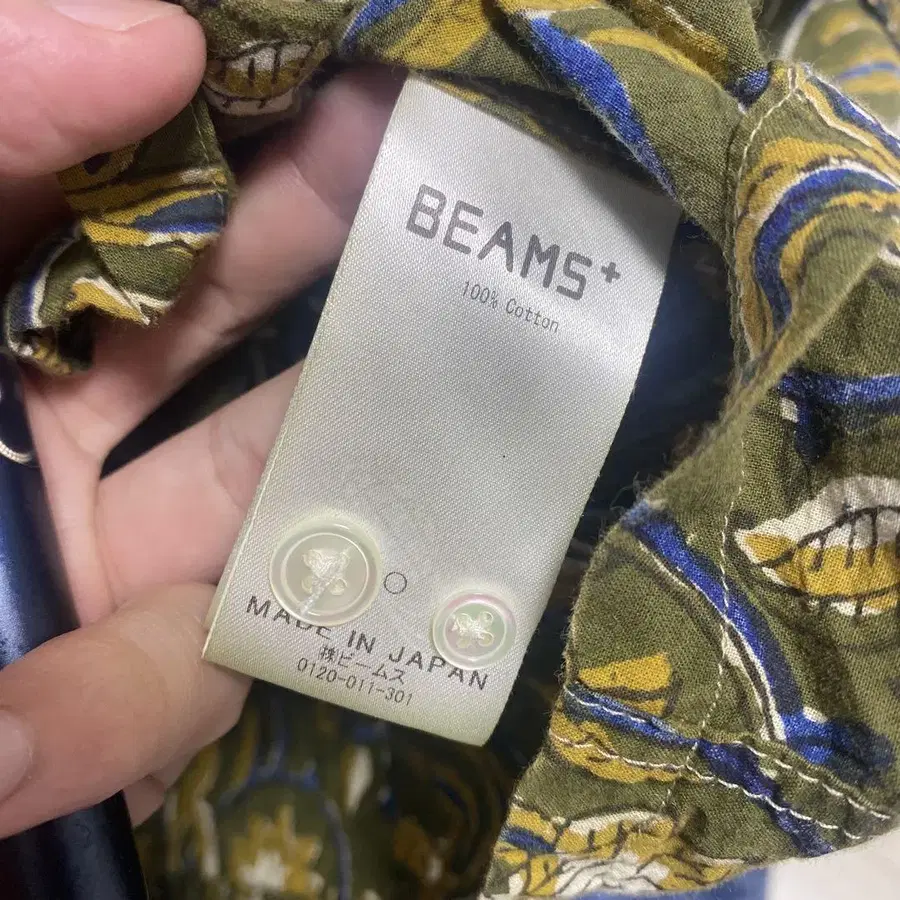 BEAMS+
100% Cotton
MADE IN JAPAN
㈱ビームス
0120-011-301